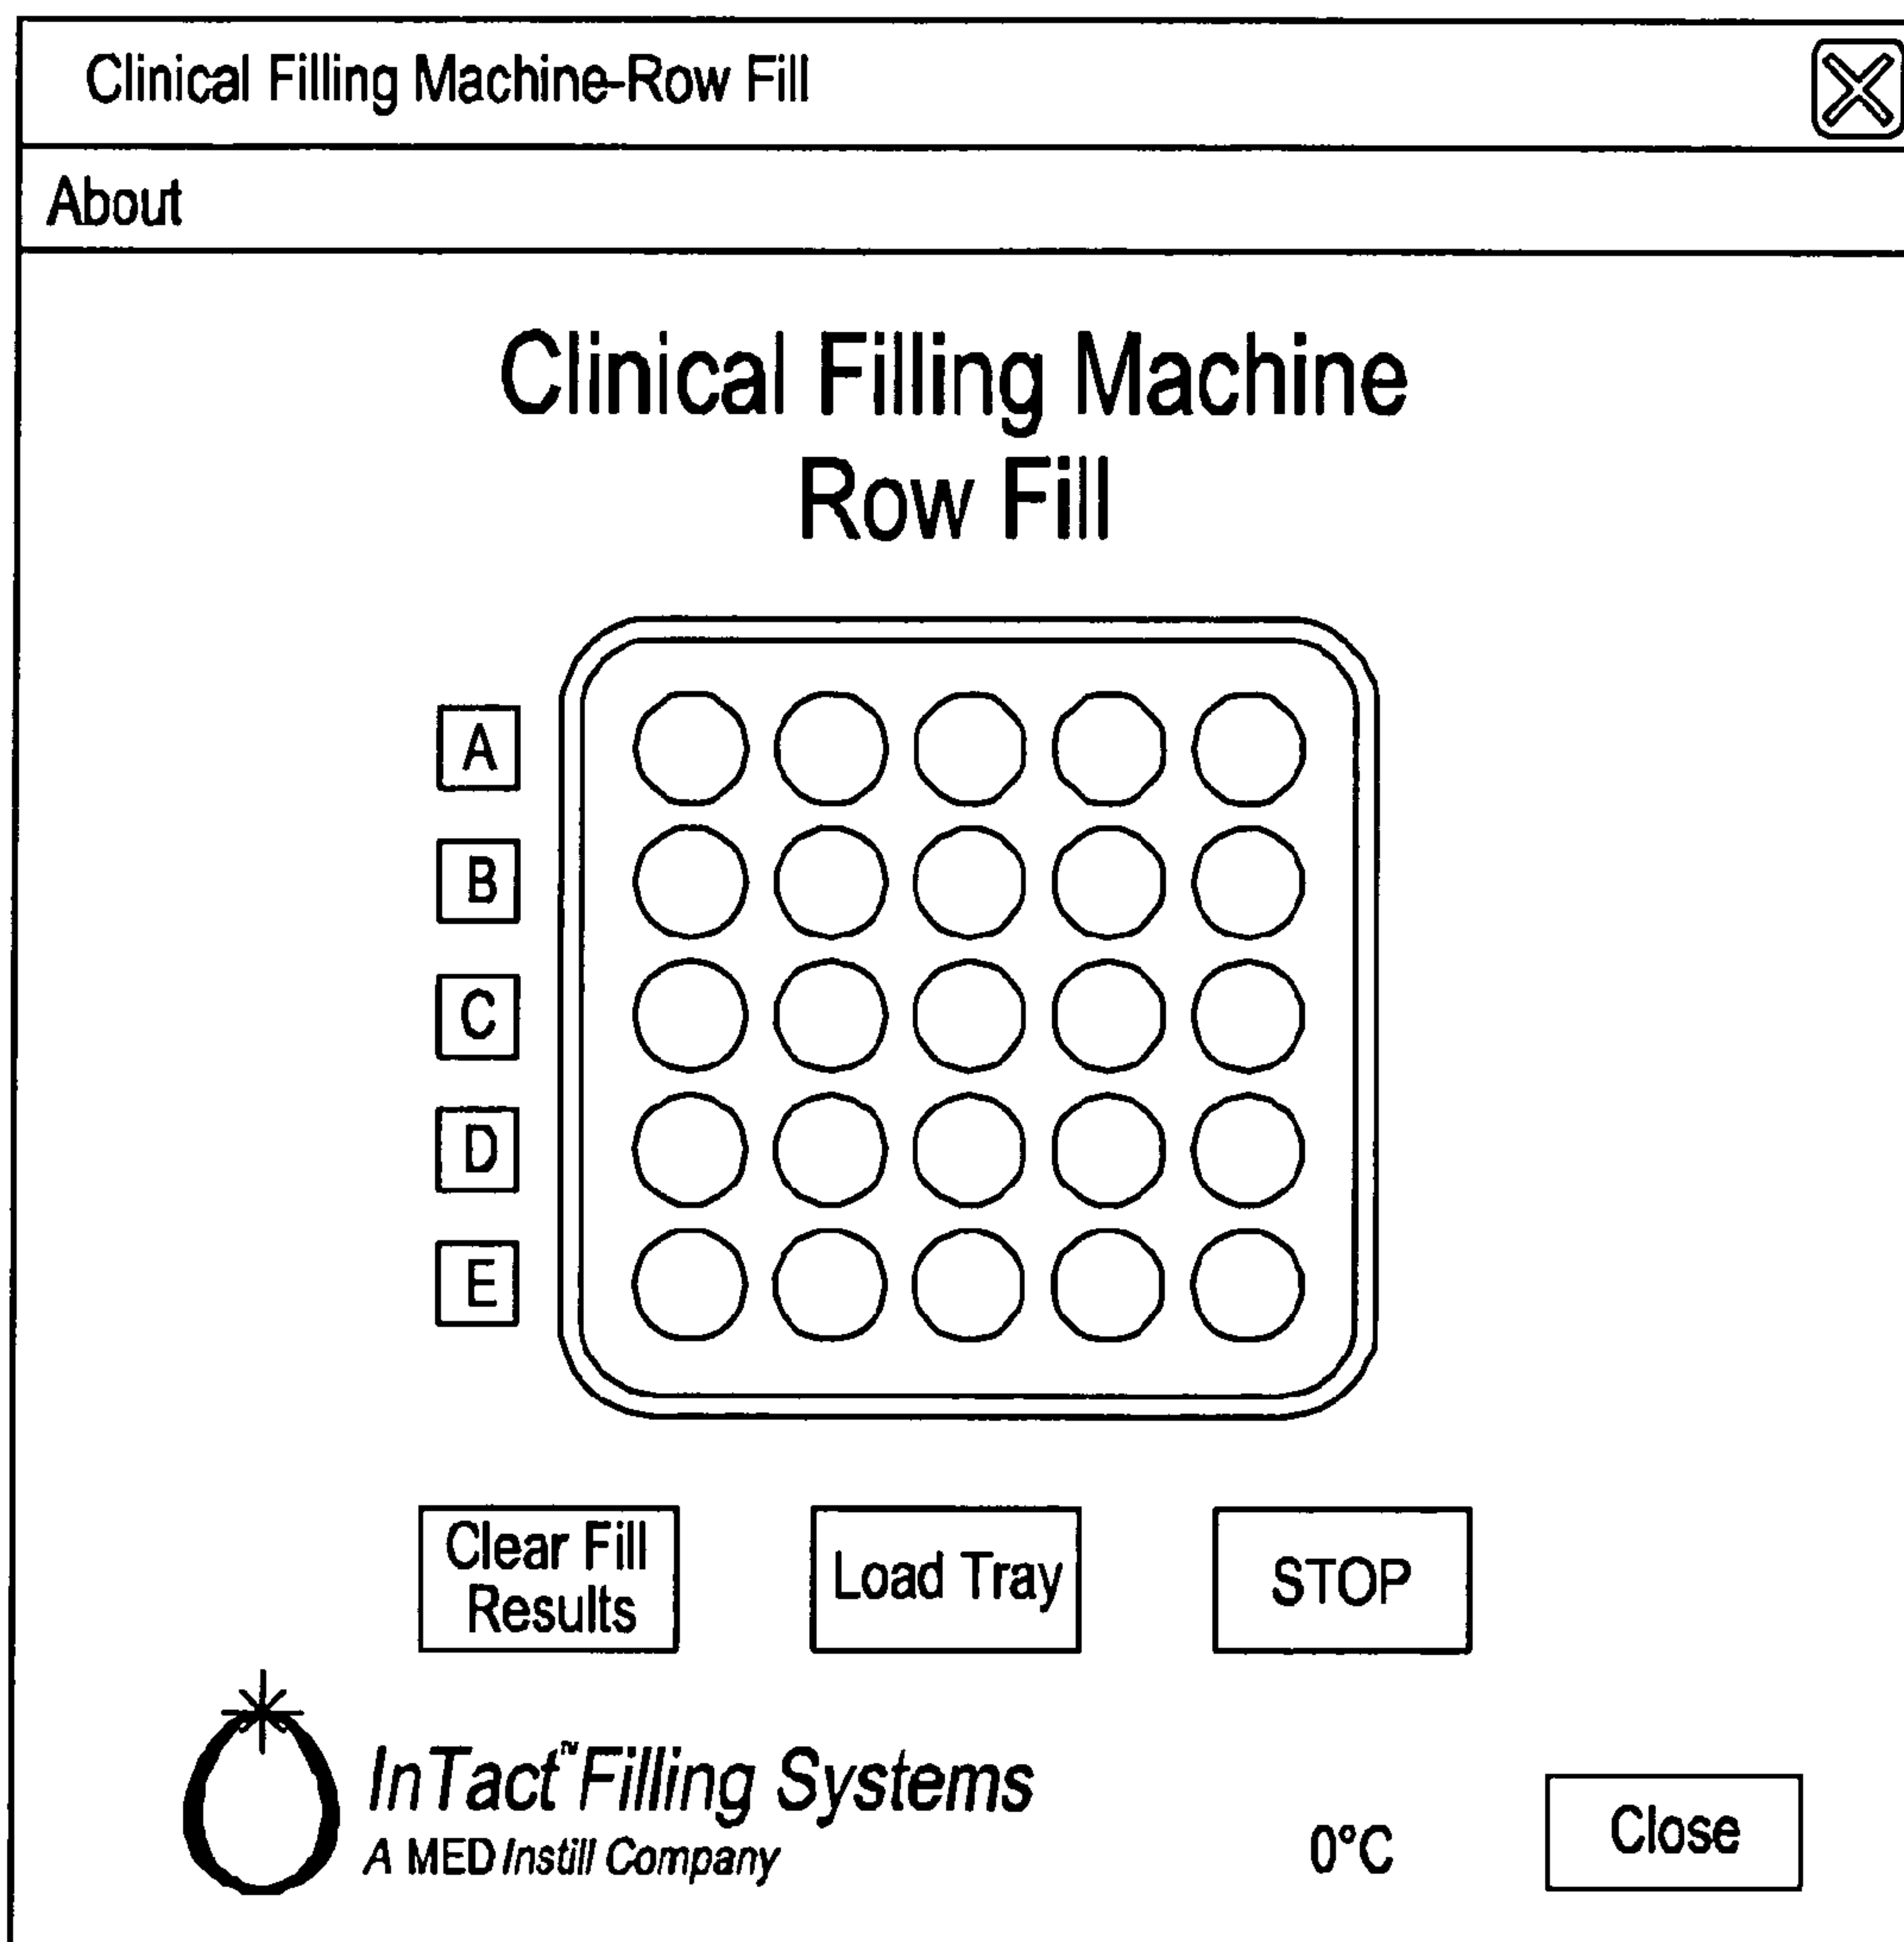 Clinical Filling Machine-Row Fill
About
Clinical Filling Machine
Row Fill
A
B
C
D
E
Clear Fill
Results
Load Tray
STOP
InTact™ Filling Systems
A MED Instill Company
0°C
Close